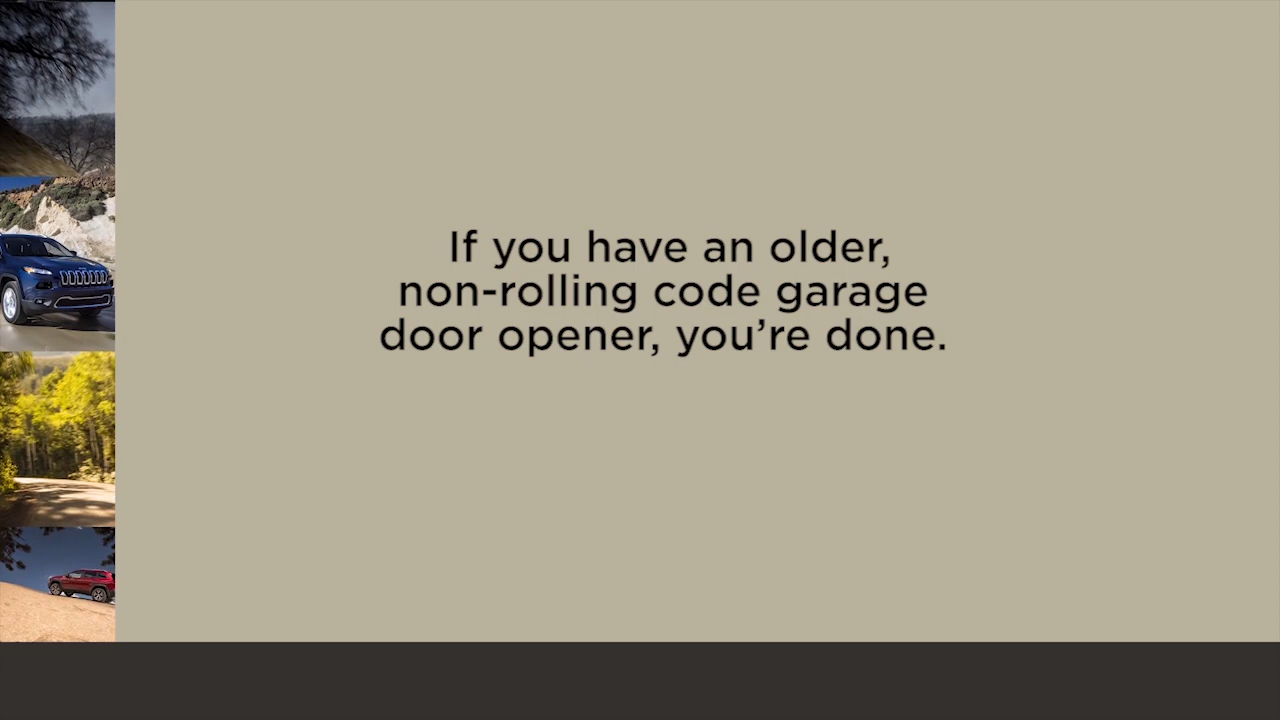 If you have an older,
non-rolling code garage
door opener, you’re done.